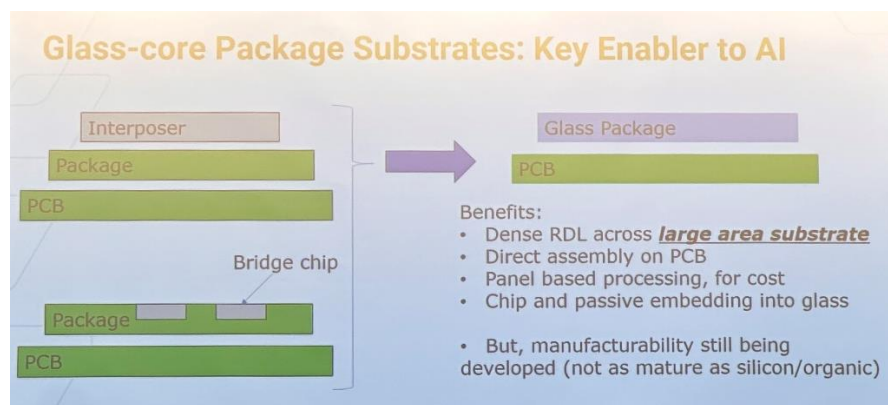 Glass-core Package Substrates: Key Enabler to AI
Interposer
Package
PCB
Bridge chip
Package
PCB
Glass Package
PCB
Benefits:
• Dense RDL across large area substrate
• Direct assembly on PCB
• Panel based processing, for cost
• Chip and passive embedding into glass
• But, manufacturability still being
developed (not as mature as silicon/organic)